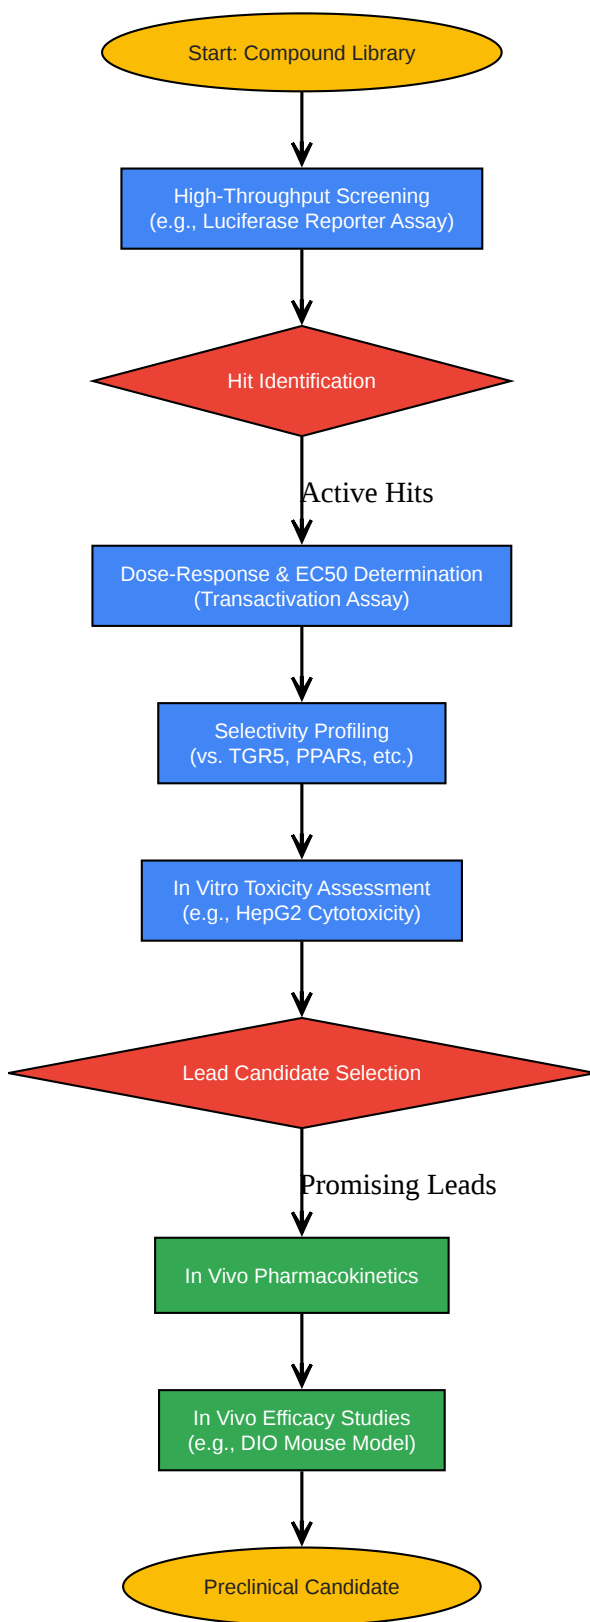 Start: Compound Library
High-Throughput Screening
(e.g., Luciferase Reporter Assay)
Hit Identification
Active Hits
Dose-Response & EC50 Determination
(Transactivation Assay)
Selectivity Profiling
(vs. TGR5, PPARs, etc.)
In Vitro Toxicity Assessment
(e.g., HepG2 Cytotoxicity)
Lead Candidate Selection
Promising Leads
In Vivo Pharmacokinetics
In Vivo Efficacy Studies
(e.g., DIO Mouse Model)
Preclinical Candidate